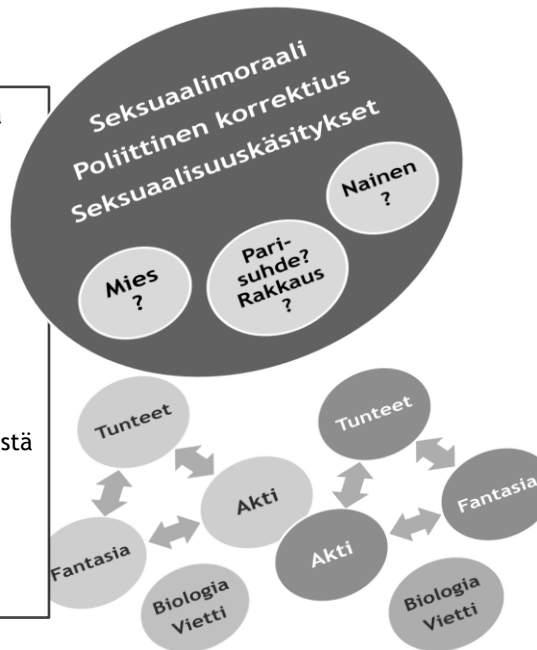 Seksuaalimoraali
Poliittinen korrektius
Seksuaalisuuskäsitykset
Nainen
?
Pari-
suhde?
Rakkaus
?
Mies
?
Tunteet
Tunteet
stä
Akti
Fantasia
Fantasia
Akti
Biologia
Vietti
Biologia
Vietti